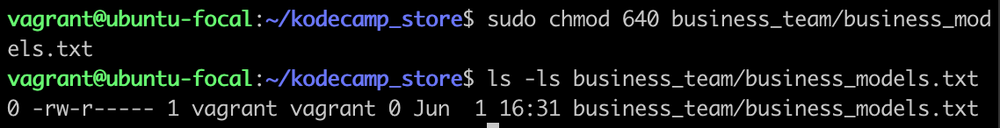 vagrant@ubuntu-focal:~/kodecamp_store$ sudo chmod 640 business_team/business_mod
els.txt
vagrant@ubuntu-focal:~/kodecamp_store$ ls -ls business_team/business_models.txt
0 -rw-r----- 1 vagrant vagrant 0 Jun  1 16:31 business_team/business_models.txt